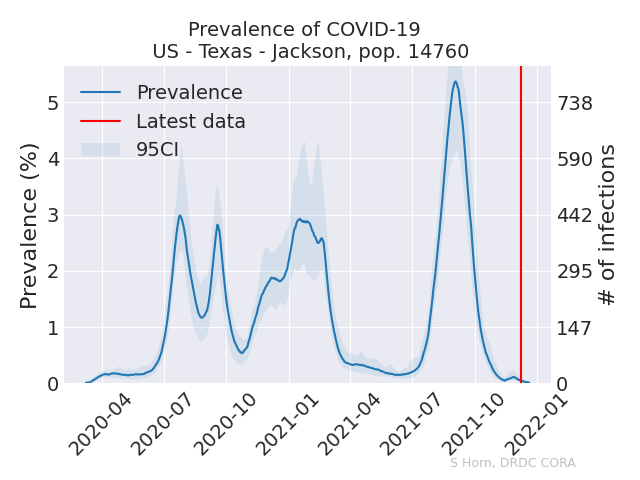 Prevalence of COVID-19
US - Texas - Jackson, pop. 14760
Prevalence
Latest data
95CI
Prevalence (%)
5
4
3
2
1
0
738
590
442
295
147
0
# of infections
2020-04
2020-07
2020-10
2021-01
2021-04
2021-07
2021-10
2022-01
S Horn, DRDC CORA